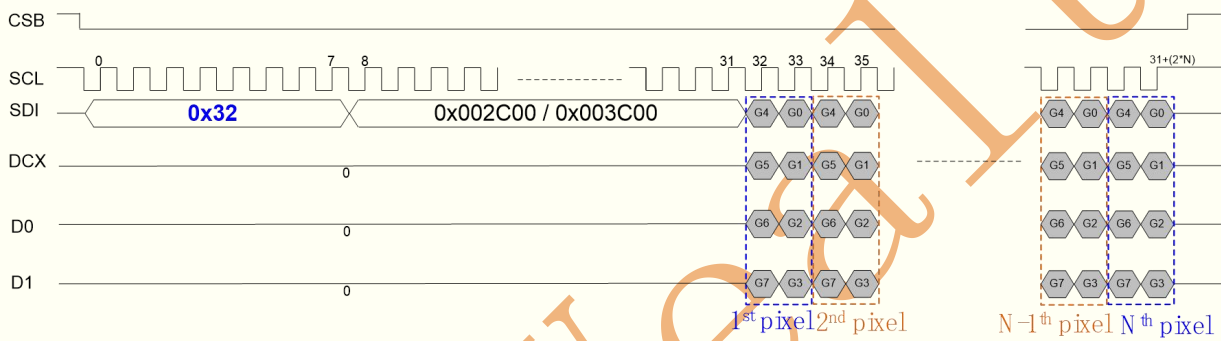 CSB
0 7 8 31 32 33 34 35 31+(2*N)
SCL
SDI 0x32 0x002C00 / 0x003C00 G4 G0 G4 G0 G4 G0 G4 G0
DCX 0 G5 G1 G5 G1 G5 G1 G5 G1
D0 0 G6 G2 G6 G2 G6 G2 G6 G2
D1 0 G7 G3 G7 G3 G7 G3 G7 G3
1st pixel 2nd pixel N-1th pixel Nth pixel